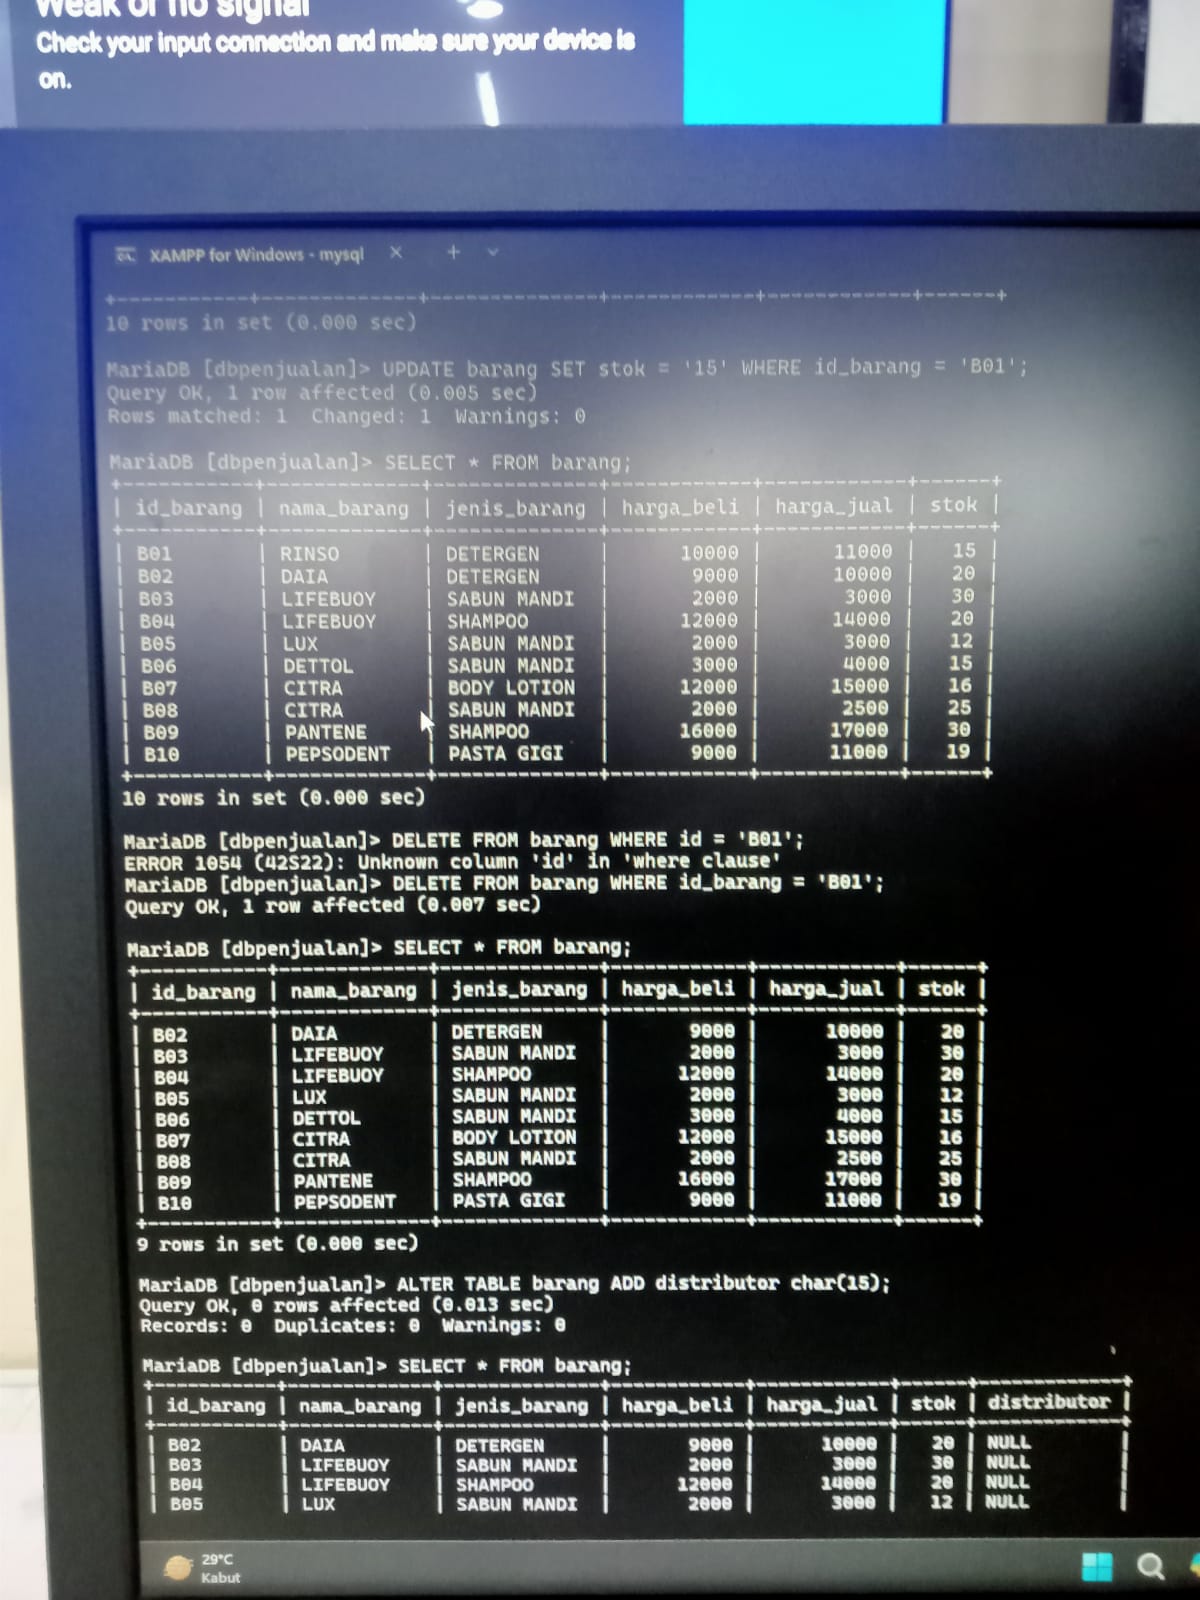 Weak or no signal
Check your input connection and make sure your device is
on.
XAMPP for Windows - mysql
+-----------+--------------+---------------+------------+------------+------+
10 rows in set (0.000 sec)
MariaDB [dbpenjualan]> UPDATE barang SET stok = '15' WHERE id_barang = 'B01';
Query OK, 1 row affected (0.005 sec)
Rows matched: 1  Changed: 1  Warnings: 0
MariaDB [dbpenjualan]> SELECT * FROM barang;
+-----------+-------------+--------------+------------+------------+------+
| id_barang | nama_barang | jenis_barang | harga_beli | harga_jual | stok |
+-----------+-------------+--------------+------------+------------+------+
| B01 | RINSO | DETERGEN | 10000 | 11000 | 15 |
| B02 | DAIA | DETERGEN | 9000 | 10000 | 20 |
| B03 | LIFEBUOY | SABUN MANDI | 2000 | 3000 | 30 |
| B04 | LIFEBUOY | SHAMPOO | 12000 | 14000 | 20 |
| B05 | LUX | SABUN MANDI | 2000 | 3000 | 12 |
| B06 | DETTOL | SABUN MANDI | 3000 | 4000 | 15 |
| B07 | CITRA | BODY LOTION | 12000 | 15000 | 16 |
| B08 | CITRA | SABUN MANDI | 2000 | 2500 | 25 |
| B09 | PANTENE | SHAMPOO | 16000 | 17000 | 30 |
| B10 | PEPSODENT | PASTA GIGI | 9000 | 11000 | 19 |
+-----------+-------------+--------------+------------+------------+------+
10 rows in set (0.000 sec)
MariaDB [dbpenjualan]> DELETE FROM barang WHERE id = 'B01';
ERROR 1054 (42S22): Unknown column 'id' in 'where clause'
MariaDB [dbpenjualan]> DELETE FROM barang WHERE id_barang = 'B01';
Query OK, 1 row affected (0.007 sec)
MariaDB [dbpenjualan]> SELECT * FROM barang;
+-----------+-------------+--------------+------------+------------+------+
| id_barang | nama_barang | jenis_barang | harga_beli | harga_jual | stok |
+-----------+-------------+--------------+------------+------------+------+
| B02 | DAIA | DETERGEN | 9000 | 10000 | 20 |
| B03 | LIFEBUOY | SABUN MANDI | 2000 | 3000 | 30 |
| B04 | LIFEBUOY | SHAMPOO | 12000 | 14000 | 20 |
| B05 | LUX | SABUN MANDI | 2000 | 3000 | 12 |
| B06 | DETTOL | SABUN MANDI | 3000 | 4000 | 15 |
| B07 | CITRA | BODY LOTION | 12000 | 15000 | 16 |
| B08 | CITRA | SABUN MANDI | 2000 | 2500 | 25 |
| B09 | PANTENE | SHAMPOO | 16000 | 17000 | 30 |
| B10 | PEPSODENT | PASTA GIGI | 9000 | 11000 | 19 |
+-----------+-------------+--------------+------------+------------+------+
9 rows in set (0.000 sec)
MariaDB [dbpenjualan]> ALTER TABLE barang ADD distributor char(15);
Query OK, 0 rows affected (0.013 sec)
Records: 0  Duplicates: 0  Warnings: 0
MariaDB [dbpenjualan]> SELECT * FROM barang;
+-----------+-------------+--------------+------------+------------+------+-------------+
| id_barang | nama_barang | jenis_barang | harga_beli | harga_jual | stok | distributor |
+-----------+-------------+--------------+------------+------------+------+-------------+
| B02 | DAIA | DETERGEN | 9000 | 10000 | 20 | NULL |
| B03 | LIFEBUOY | SABUN MANDI | 2000 | 3000 | 30 | NULL |
| B04 | LIFEBUOY | SHAMPOO | 12000 | 14000 | 20 | NULL |
| B05 | LUX | SABUN MANDI | 2000 | 3000 | 12 | NULL |
29°C
Kabut